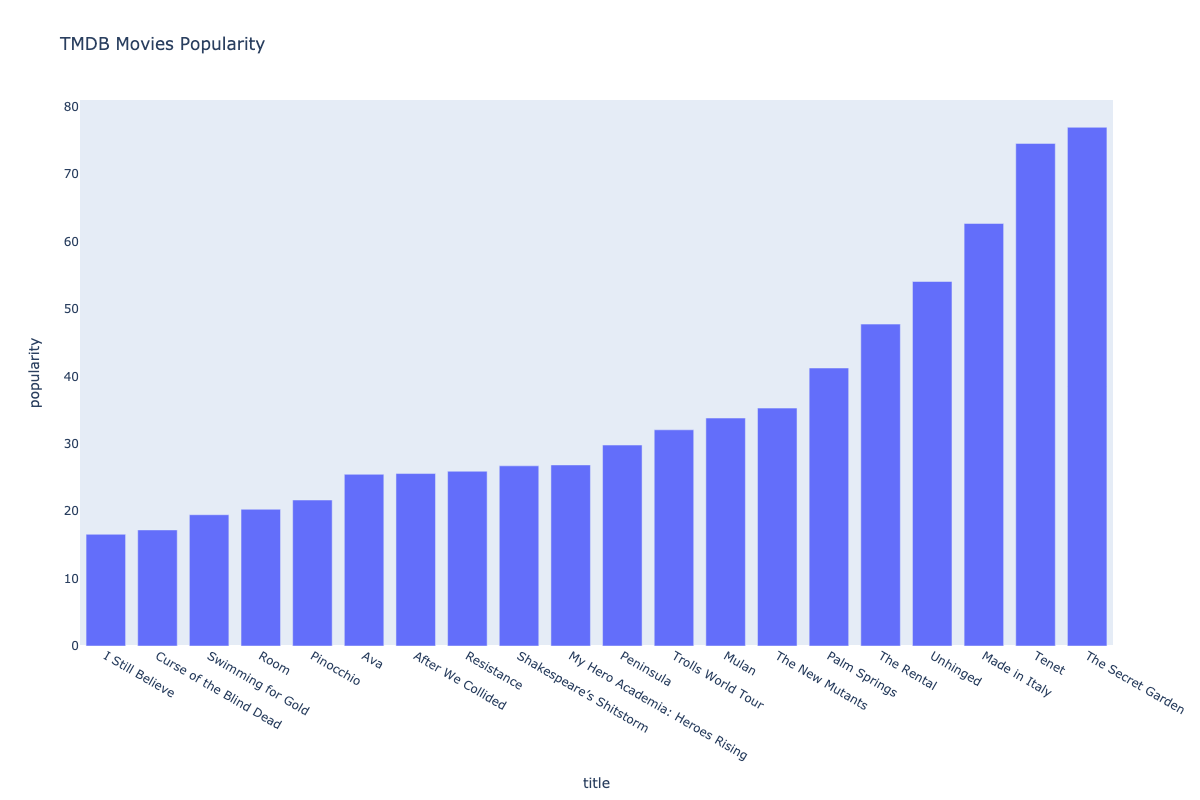 TMDB Movies Popularity
80
70
60
50
40
30
20
10
0
popularity
I Still Believe
Curse of the Blind Dead
Swimming for Gold
Room
Pinocchio
Ava
After We Collided
Resistance
Shakespeare's Shitstorm
My Hero Academia: Heroes Rising
Peninsula
Trolls World Tour
Mulan
The New Mutants
Palm Springs
The Rental
Unhinged
Made in Italy
Tenet
The Secret Garden
title